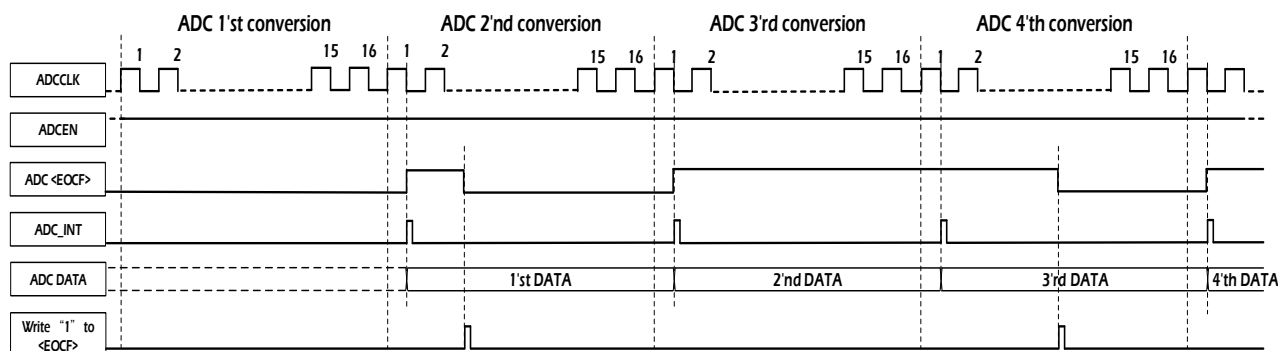 ADC 1'st conversion ADC 2'nd conversion ADC 3'rd conversion ADC 4'th conversion
1 2 15 16 1 2 15 16 1 2 15 16 1 2 15 16
ADCCLK
ADCEN
ADC <EOCF>
ADC_INT
ADC DATA 1'st DATA 2'nd DATA 3'rd DATA 4'th DATA
Write “1” to
<EOCF>